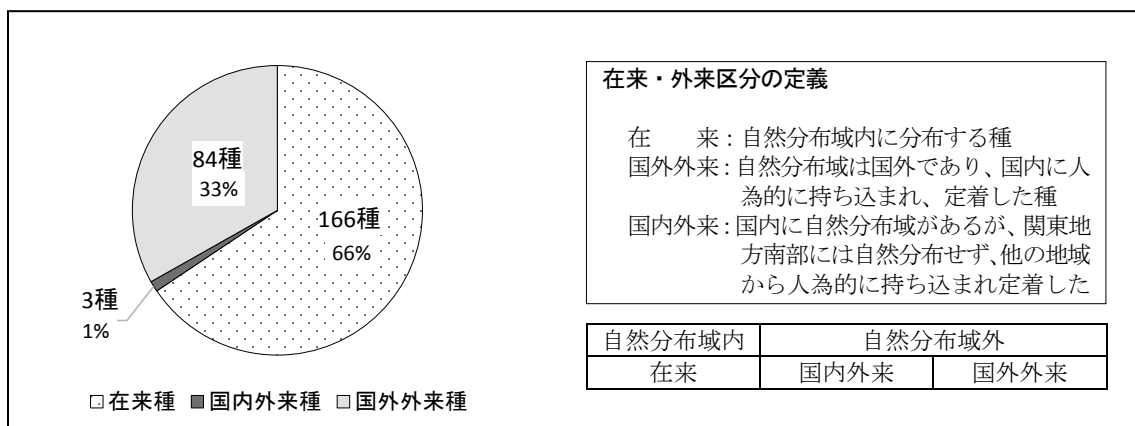 84種
33%
166種
66%
3種
1%
□在来種 ■国内外来種 □国外外来種
在来・外来区分の定義
在　　来：自然分布域内に分布する種
国外外来：自然分布域は国外であり、国内に人
為的に持ち込まれ、定着した種
国内外来：国内に自然分布域があるが、関東地
方南部には自然分布せず、他の地域
から人為的に持ち込まれ定着した
自然分布域内 自然分布域外
在来 国内外来 国外外来